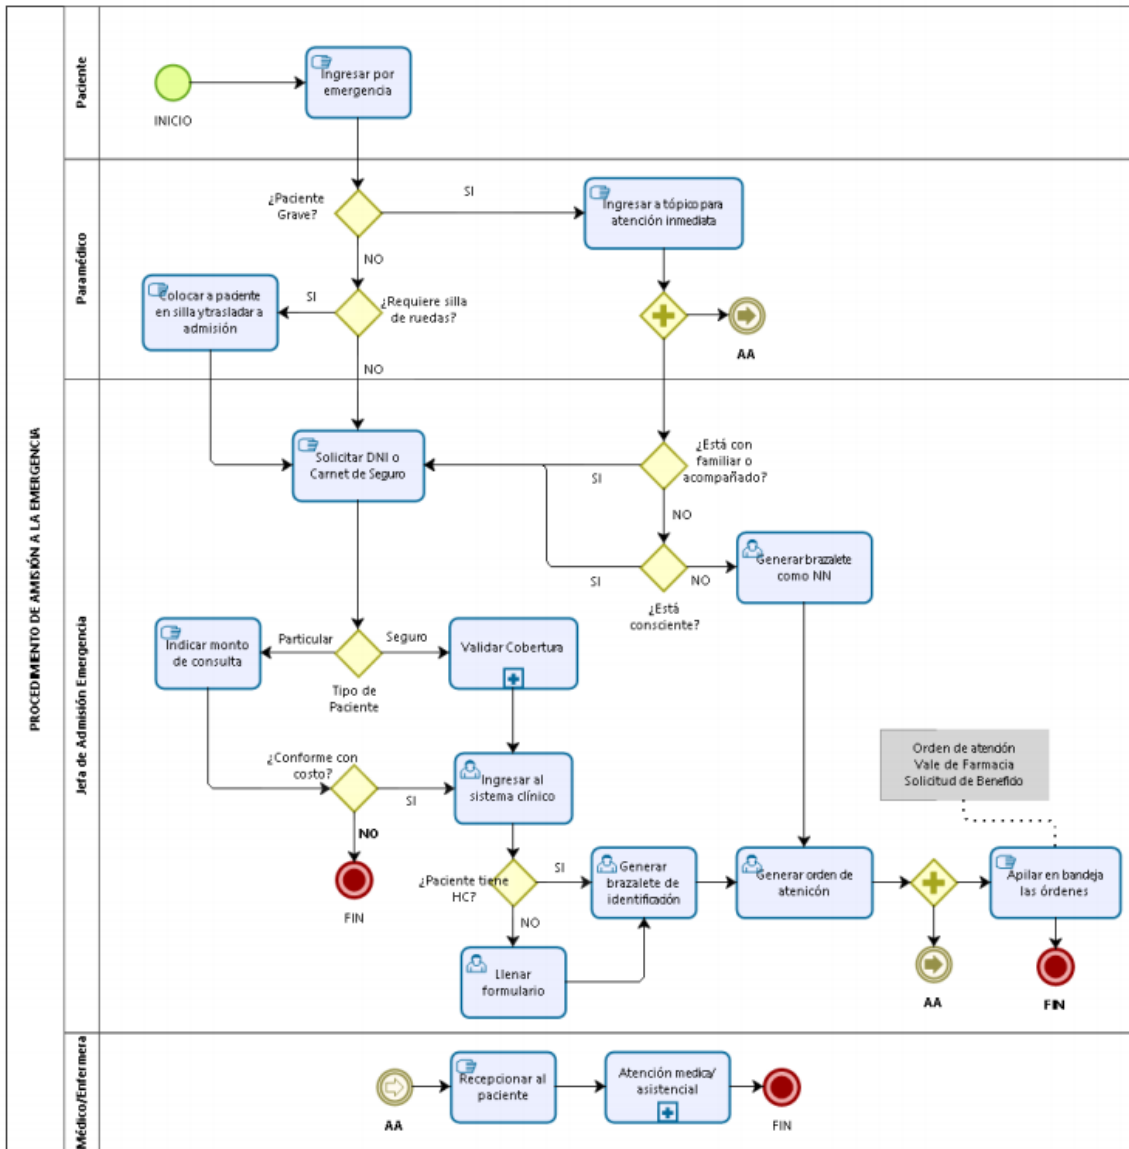 PROCEDIMIENTO DE AMISIÓN A LA EMERGENCIA
Paciente
INICIO
Ingresar por
emergencia
Paramédico
¿Paciente
Grave?
SI
NO
Ingresar a tópico para
atención inmediata
AA
¿Requiere silla
de ruedas?
SI
NO
Colocar a paciente
en silla y trasladar a
admisión
Jefa de Admisión Emergencia
Solicitar DNI o
Carnet de Seguro
¿Está con
familiar o
acompañado?
SI
NO
¿Está
consciente?
SI
NO
Generar brazalete
como NN
Tipo de
Paciente
Particular
Seguro
Indicar monto
de consulta
Validar Cobertura
¿Conforme con
costo?
SI
NO
FIN
Ingresar al
sistema clínico
¿Paciente tiene
HC?
SI
NO
Llenar
formulario
Generar
brazalete de
identificación
Generar orden de
atenicón
AA
Orden de atención
Vale de Farmacia
Solicitud de Benefido
Apilar en bandeja
las órdenes
FIN
Médico/Enfermera
AA
Recepcionar al
paciente
Atención medica/
asistencial
FIN